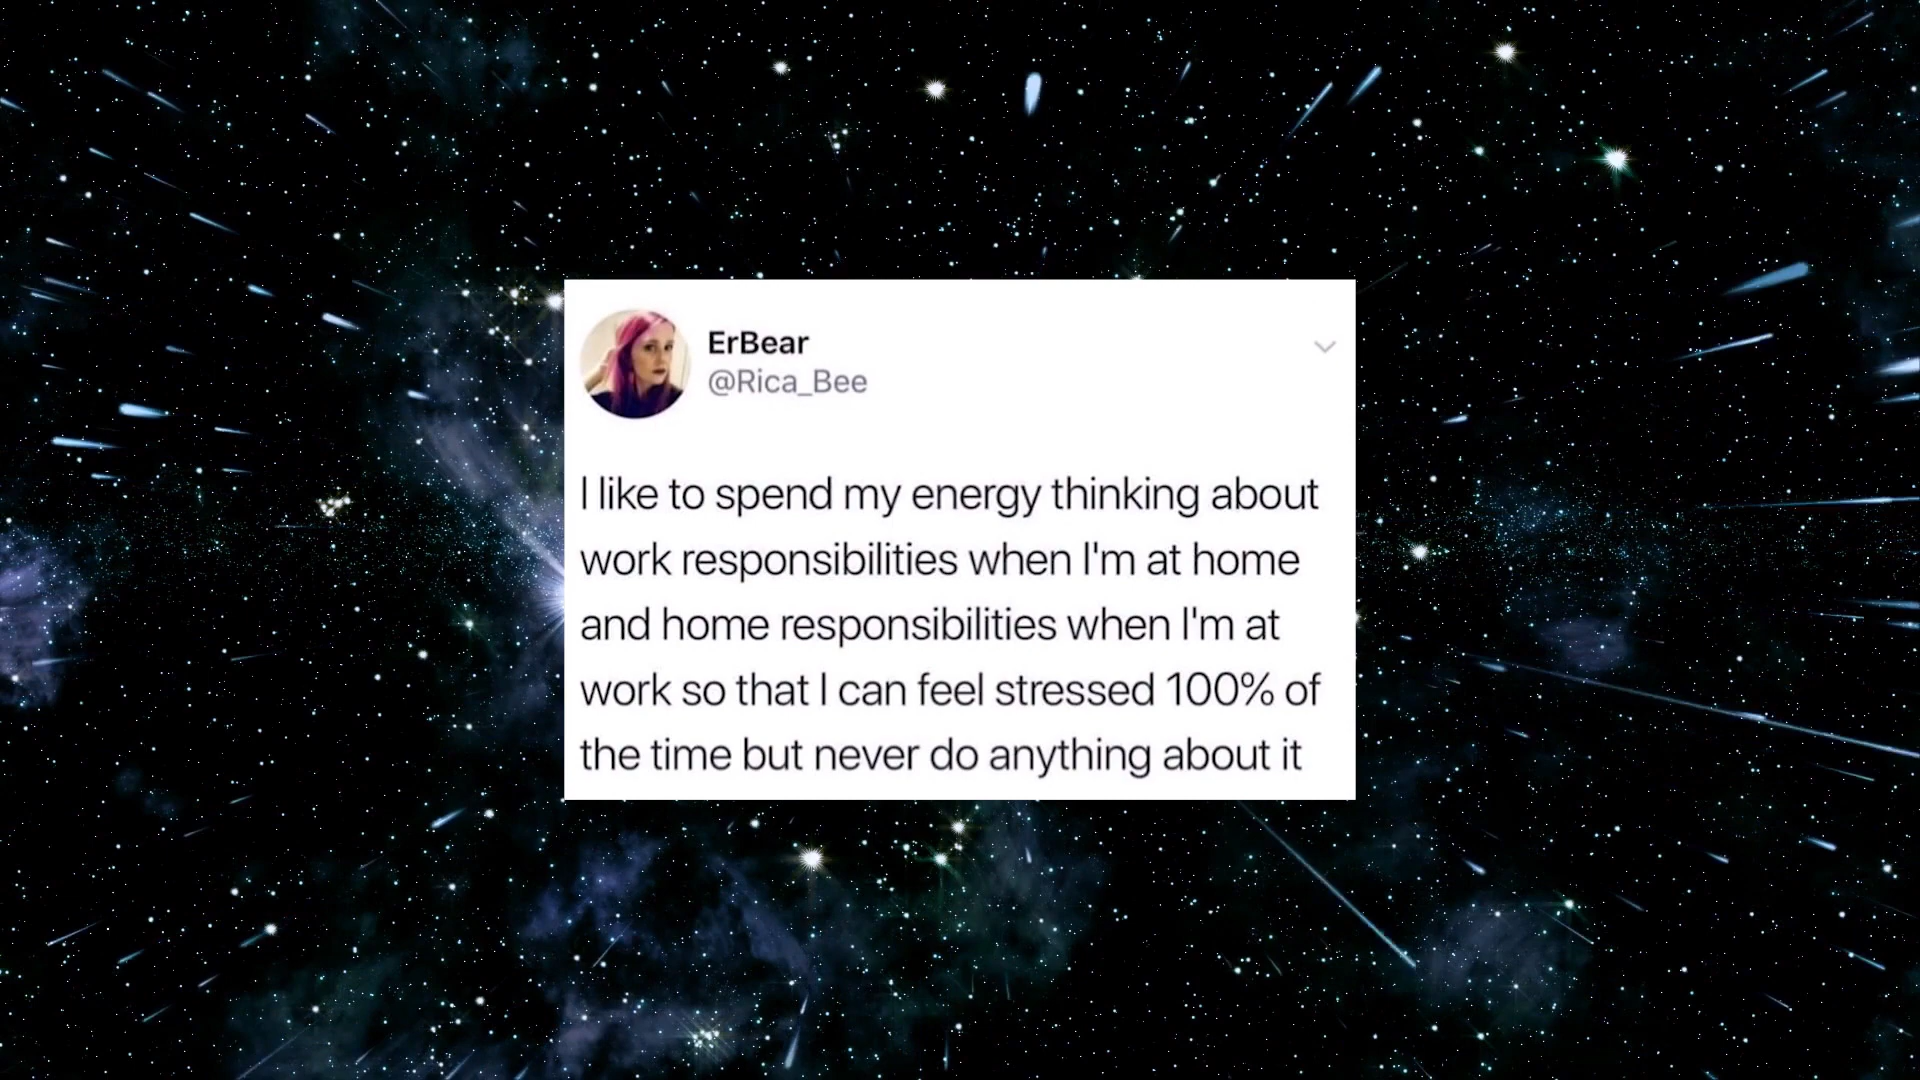 ErBear
@Rica_Bee
I like to spend my energy thinking about
work responsibilities when I'm at home
and home responsibilities when I'm at
work so that I can feel stressed 100% of
the time but never do anything about it